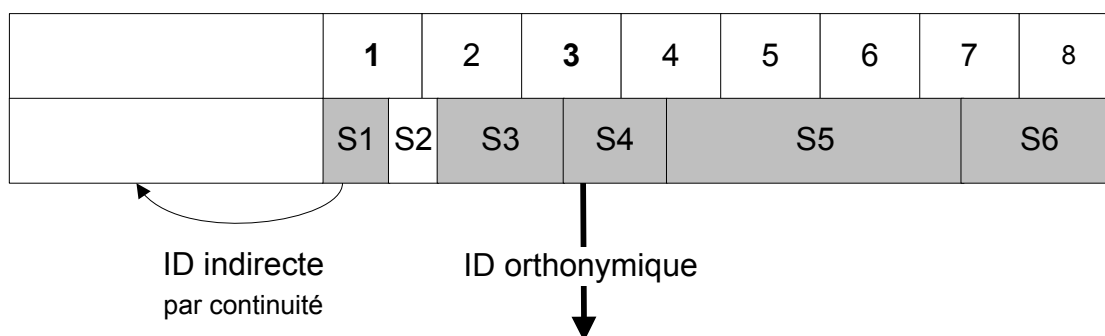 1 2 3 4 5 6 7 8
S1 S2 S3 S4 S5 S6
ID indirecte ID orthonymique
par continuité